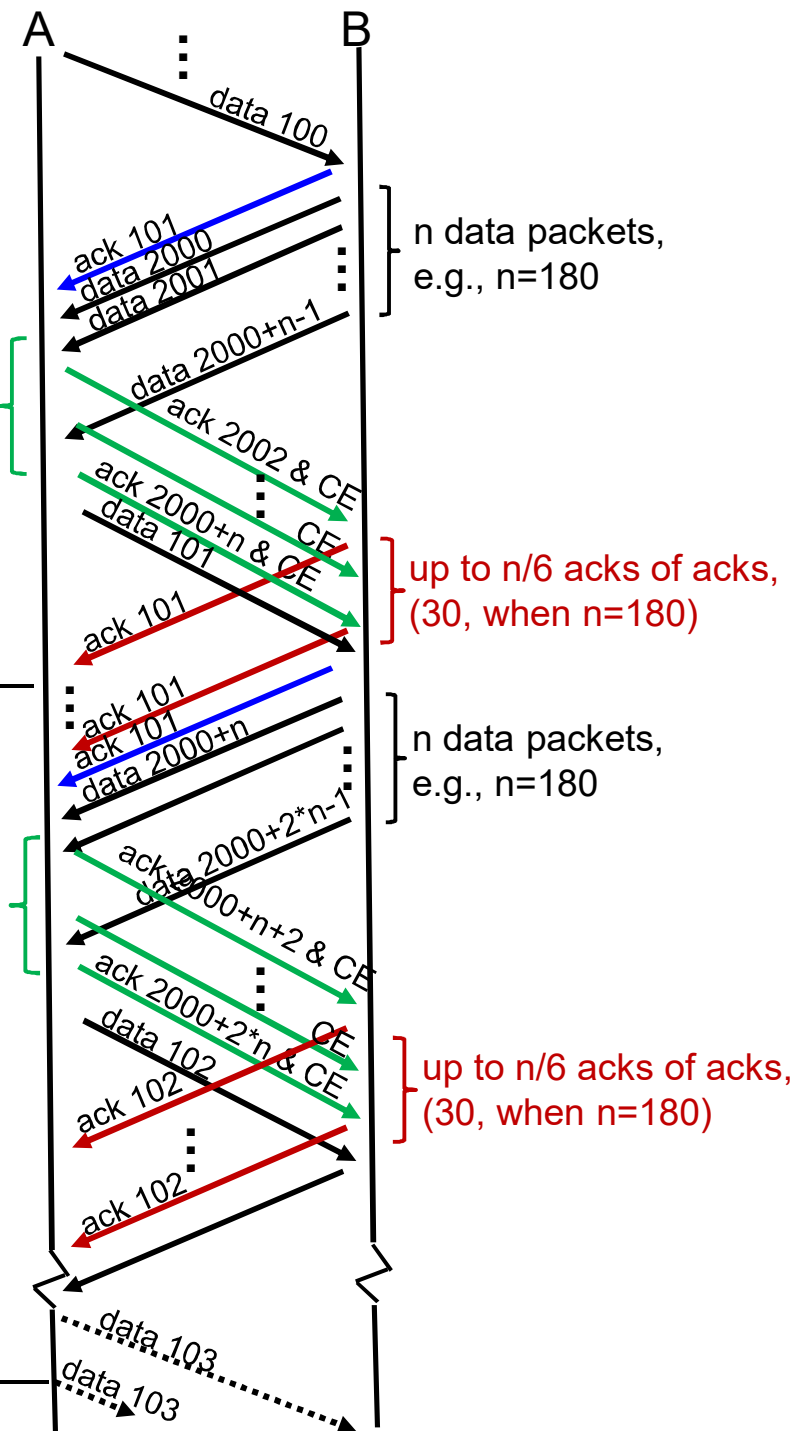 A
B
data 100
ack 101
data 2000
data 2001
n data packets,
e.g., n=180
data 2000+n-1
ack 2002 & CE
CE
ack 2000+n & CE
data 101
up to n/6 acks of acks,
(30, when n=180)
ack 101
ack 101
ack 101
data 2000+n
n data packets,
e.g., n=180
data 2000+2*n-1
ack 2000+n+2 & CE
CE
ack 2000+2*n & CE
data 102
up to n/6 acks of acks,
(30, when n=180)
ack 102
ack 102
data 103
data 103